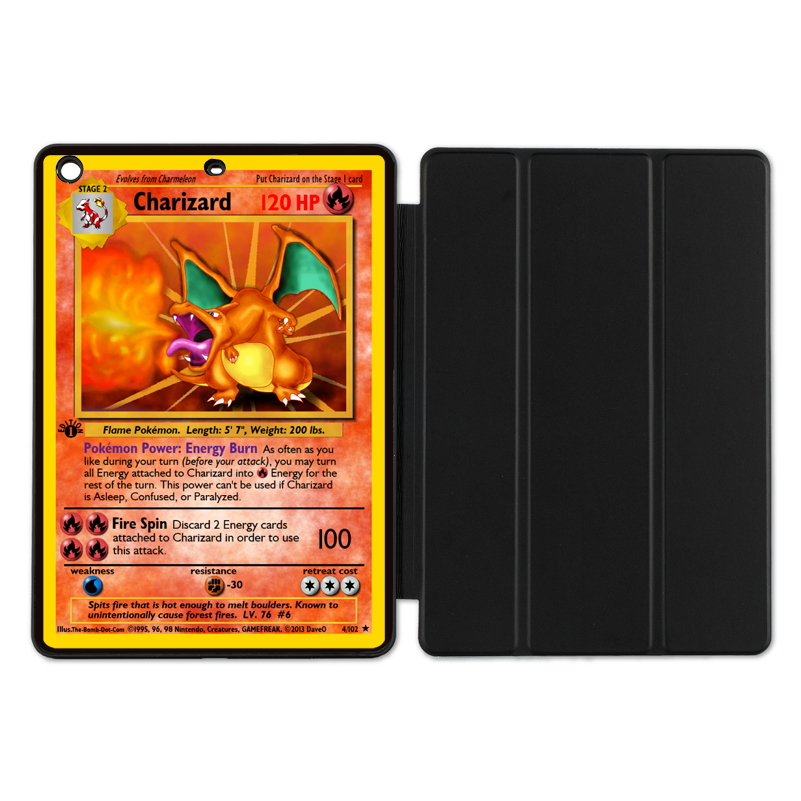 Evolves from Charmeleon Put Charizard on the Stage 1 card
STAGE 2
Charizard 120 HP
EDITION
1
Flame Pokémon. Length: 5' 7", Weight: 200 lbs.
Pokémon Power: Energy Burn As often as you
like during your turn (before your attack), you may turn
all Energy attached to Charizard into Energy for the
rest of the turn. This power can't be used if Charizard
is Asleep, Confused, or Paralyzed.
Fire Spin Discard 2 Energy cards
attached to Charizard in order to use
this attack.
100
weakness resistance retreat cost
-30
Spits fire that is hot enough to melt boulders. Known to
unintentionally cause forest fires. LV. 76 #6
Illus.The-Bomb-Dot-Com ©1995, 96, 98 Nintendo, Creatures, GAMEFREAK. ©2013 DaveO 4/102 ★